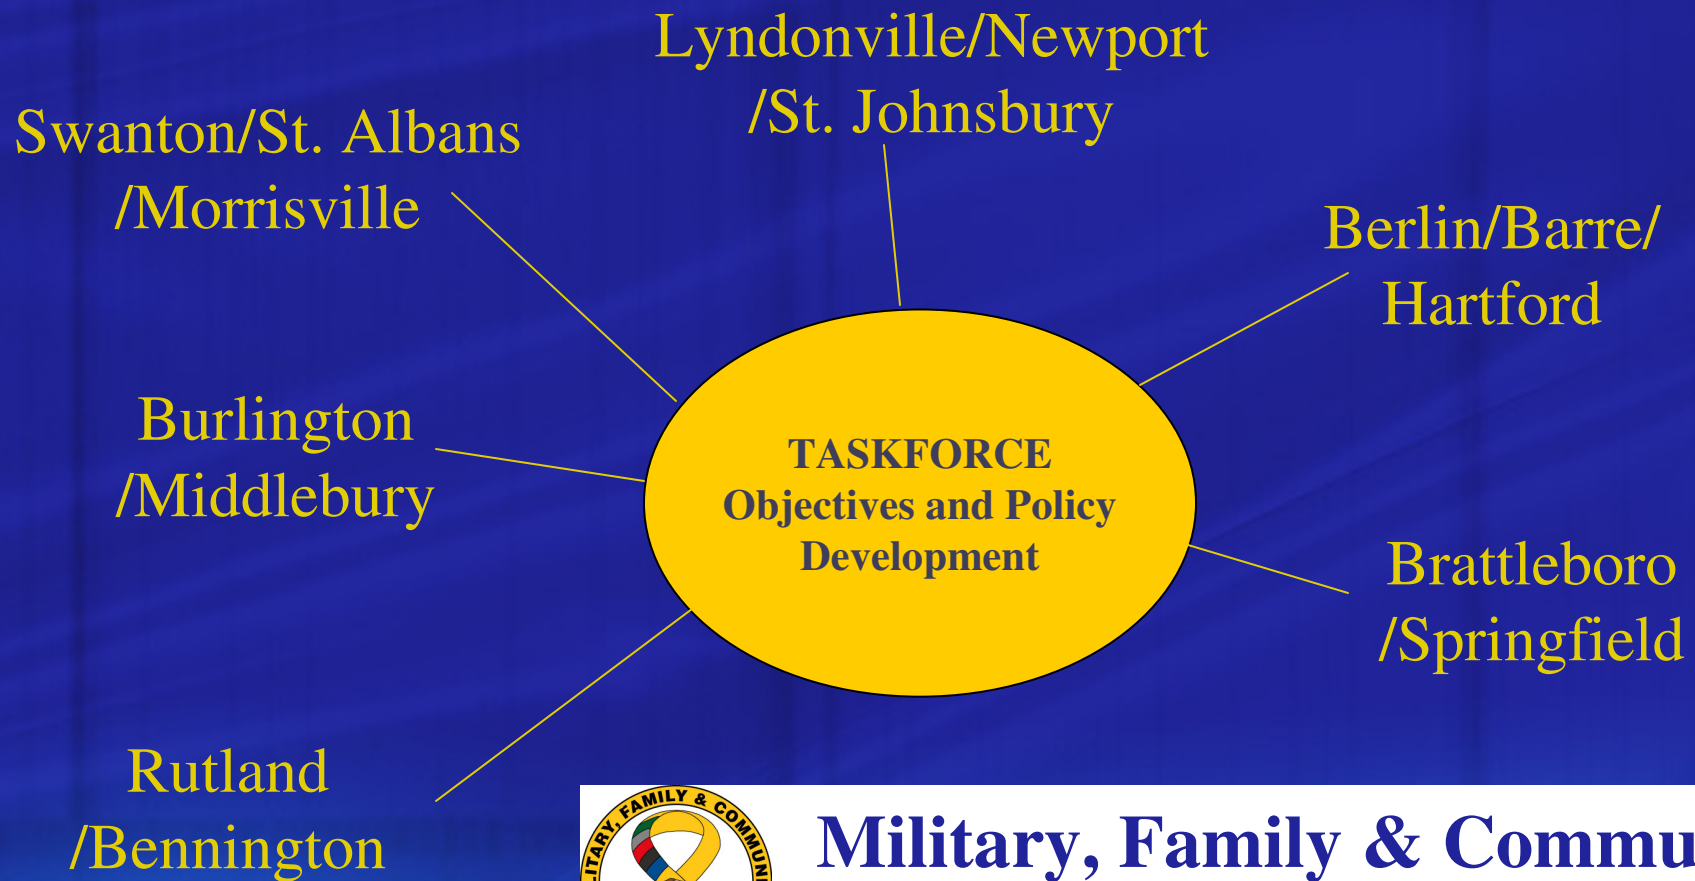 Lyndonville/Newport
/St. Johnsbury
Swanton/St. Albans
/Morrisville
Berlin/Barre/
Hartford
Burlington
/Middlebury
TASKFORCE
Objectives and Policy
Development
Brattleboro
/Springfield
Rutland
/Bennington
FAMILY &
Military, Family & Commu